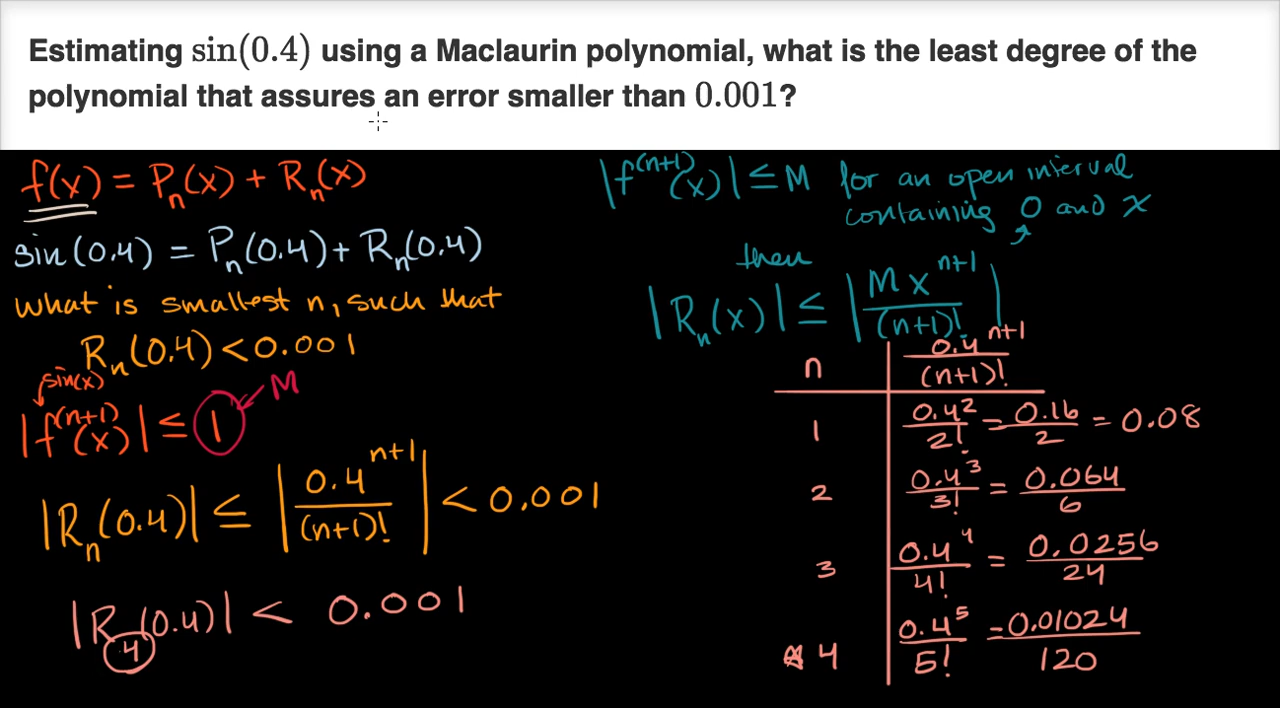 Estimating sin(0.4) using a Maclaurin polynomial, what is the least degree of the
polynomial that assures an error smaller than 0.001?
f(x) = Pₙ(x) + Rₙ(x)
sin(0.4) = Pₙ(0.4) + Rₙ(0.4)
What is smallest n, such that
Rₙ(0.4) < 0.001
sin(x)
|f⁽ⁿ⁺¹⁾(x)| ≤ 1 M
|Rₙ(0.4)| ≤ |0.4ⁿ⁺¹/(n+1)!| < 0.001
|R₄(0.4)| < 0.001
|f⁽ⁿ⁺¹⁾(x)| ≤ M for an open interval
containing 0 and x
then
|Rₙ(x)| ≤ |Mxⁿ⁺¹/(n+1)!|
n 0.4ⁿ⁺¹/(n+1)!
1 0.4²/2! = 0.16/2 = 0.08
2 0.4³/3! = 0.064/6
3 0.4⁴/4! = 0.0256/24
4 0.4⁵/5! = 0.01024/120